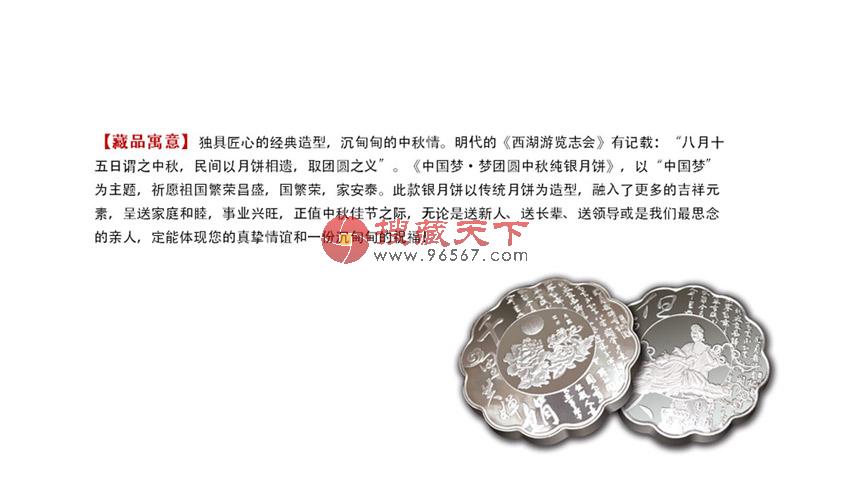 【藏品寓意】独具匠心的经典造型，沉甸甸的中秋情。明代的《西湖游览志会》有记载：“八月十
五日谓之中秋，民间以月饼相遗，取团圆之义”。《中国梦·梦团圆中秋纯银月饼》，以“中国梦”
为主题，祈愿祖国繁荣昌盛，国繁荣，家安泰。此款银月饼以传统月饼为造型，融入了更多的吉祥元
素，呈送家庭和睦，事业兴旺，正值中秋佳节之际，无论是送新人、送长辈、送领导或是我们最思念
的亲人，定能体现您的真挚情谊和一份沉甸甸的祝福！
搜藏天下
www.96567.com
千
婵
娟
但